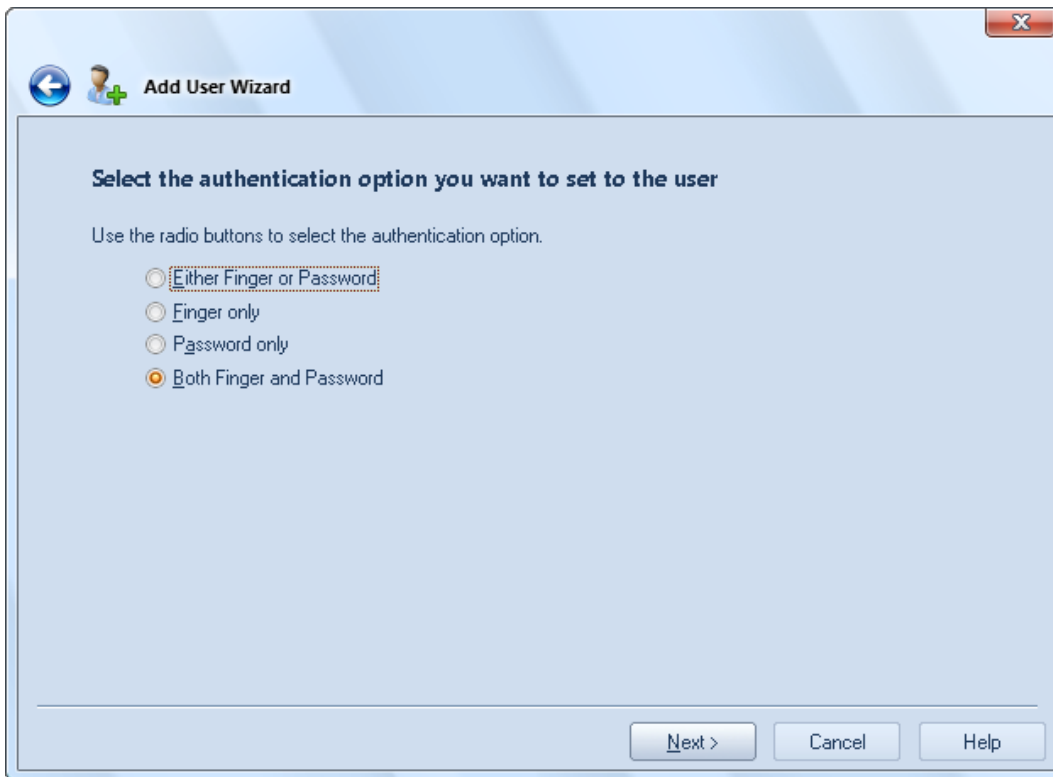 X
Add User Wizard
Select the authentication option you want to set to the user
Use the radio buttons to select the authentication option.
Either Finger or Password
Finger only
Password only
Both Finger and Password
Next >
Cancel
Help